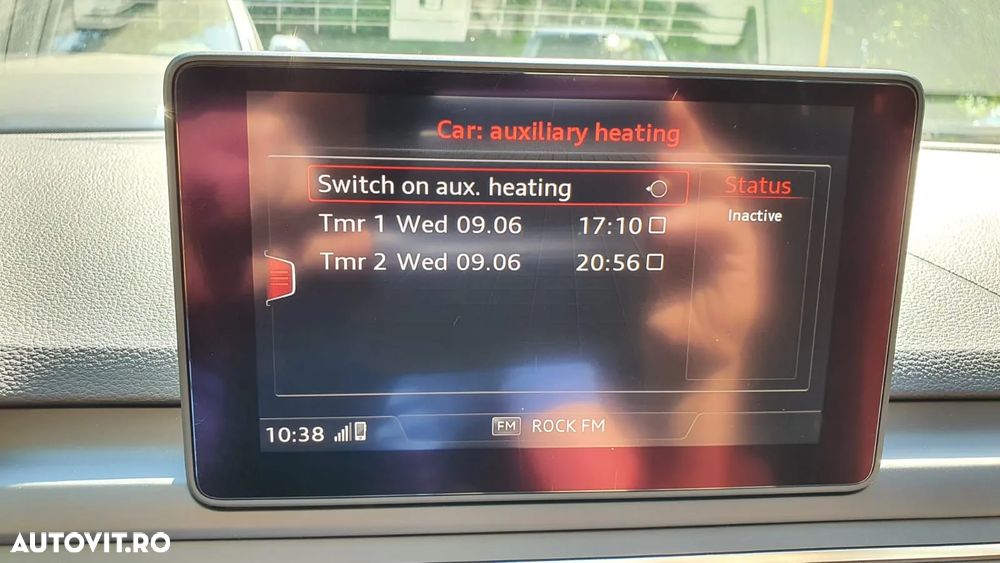 Car: auxiliary heating
Switch on aux. heating
Status
Tmr 1 Wed 09.06 17:10
Inactive
Tmr 2 Wed 09.06 20:56
10:38
FM ROCK FM
AUTOVIT.RO